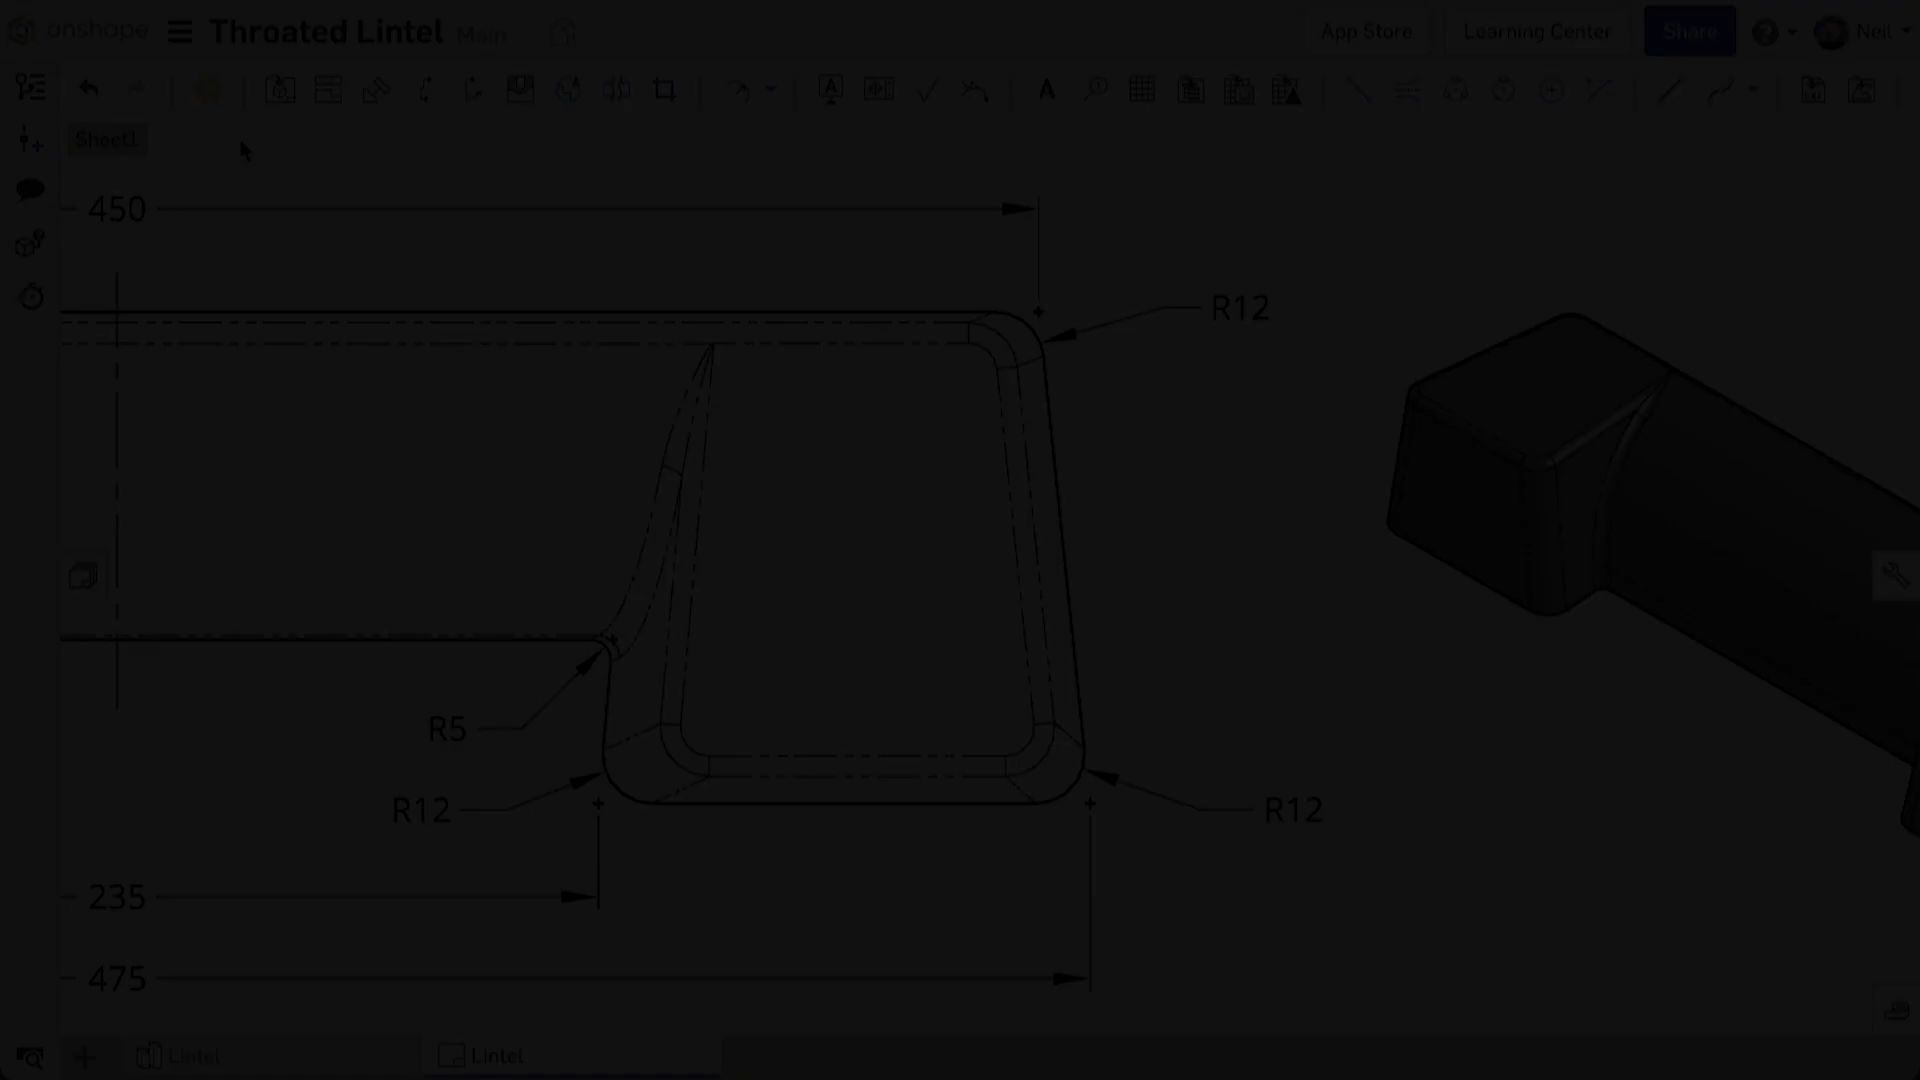 onshape Throated Lintel Main App Store Learning Center Share Neil
Sheet1
450
R12
R5
R12
R12
235
475
Lintel Lintel